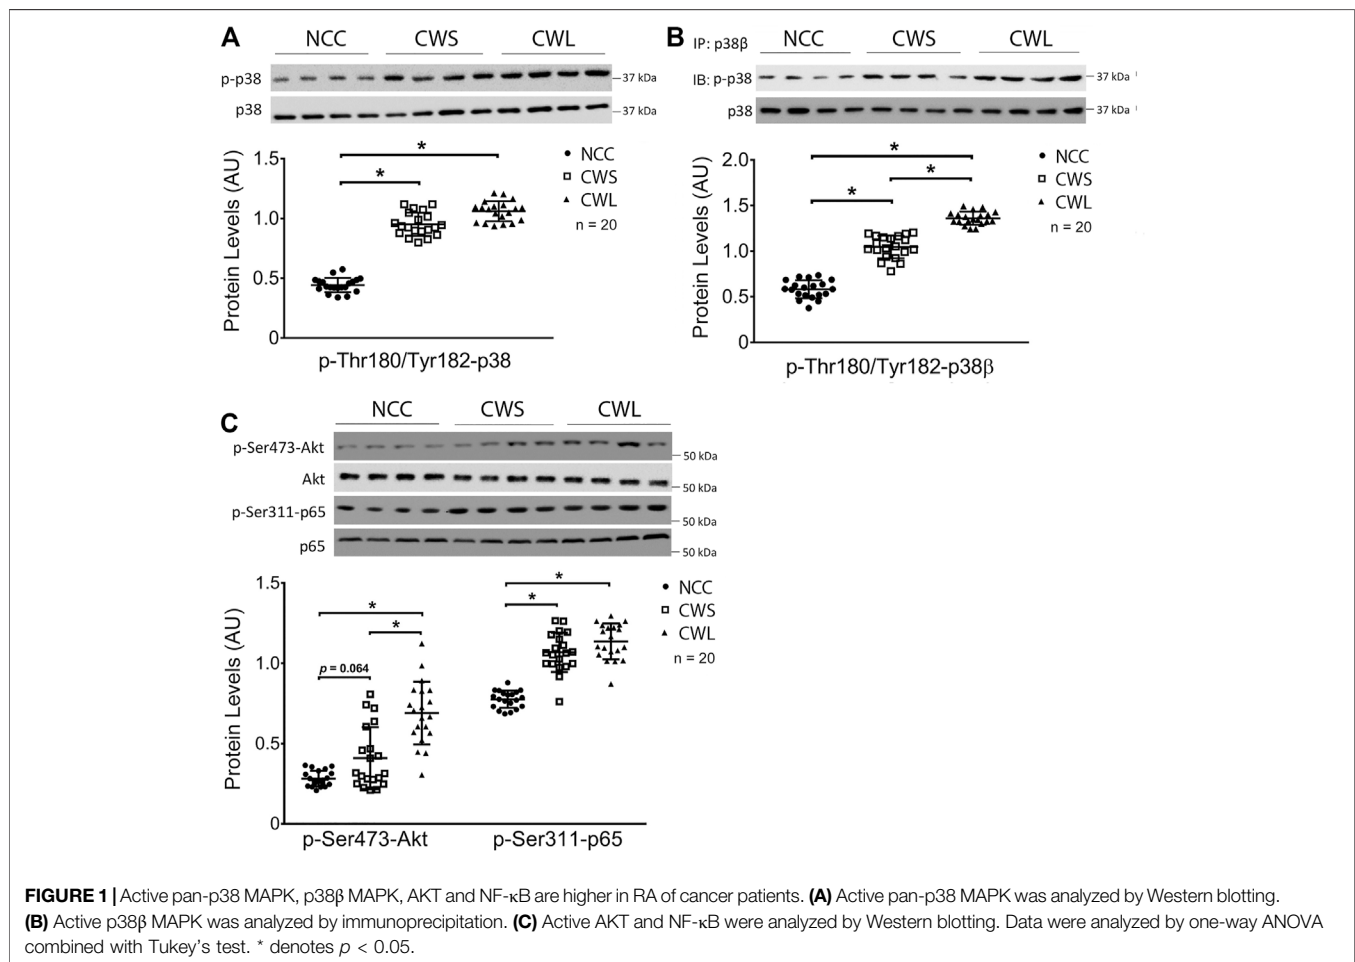 A
NCC CWS CWL
p-p38
37 kDa
p38
37 kDa
1.5
1.0
0.5
0
Protein Levels (AU)
*
*
NCC
CWS
CWL
n = 20
p-Thr180/Tyr182-p38
B
IP: p38β
NCC CWS CWL
IB: p-p38
37 kDa
p38
37 kDa
2.0
1.5
1.0
0.5
0
Protein Levels (AU)
*
*
*
NCC
CWS
CWL
n = 20
p-Thr180/Tyr182-p38β
C
NCC CWS CWL
p-Ser473-Akt
50 kDa
Akt
50 kDa
p-Ser311-p65
50 kDa
p65
50 kDa
1.5
1.0
0.5
0
Protein Levels (AU)
*
*
p = 0.064
*
*
NCC
CWS
CWL
n = 20
p-Ser473-Akt p-Ser311-p65
FIGURE 1 | Active pan-p38 MAPK, p38β MAPK, AKT and NF-κB are higher in RA of cancer patients. (A) Active pan-p38 MAPK was analyzed by Western blotting.
(B) Active p38β MAPK was analyzed by immunoprecipitation. (C) Active AKT and NF-κB were analyzed by Western blotting. Data were analyzed by one-way ANOVA
combined with Tukey’s test. * denotes p < 0.05.